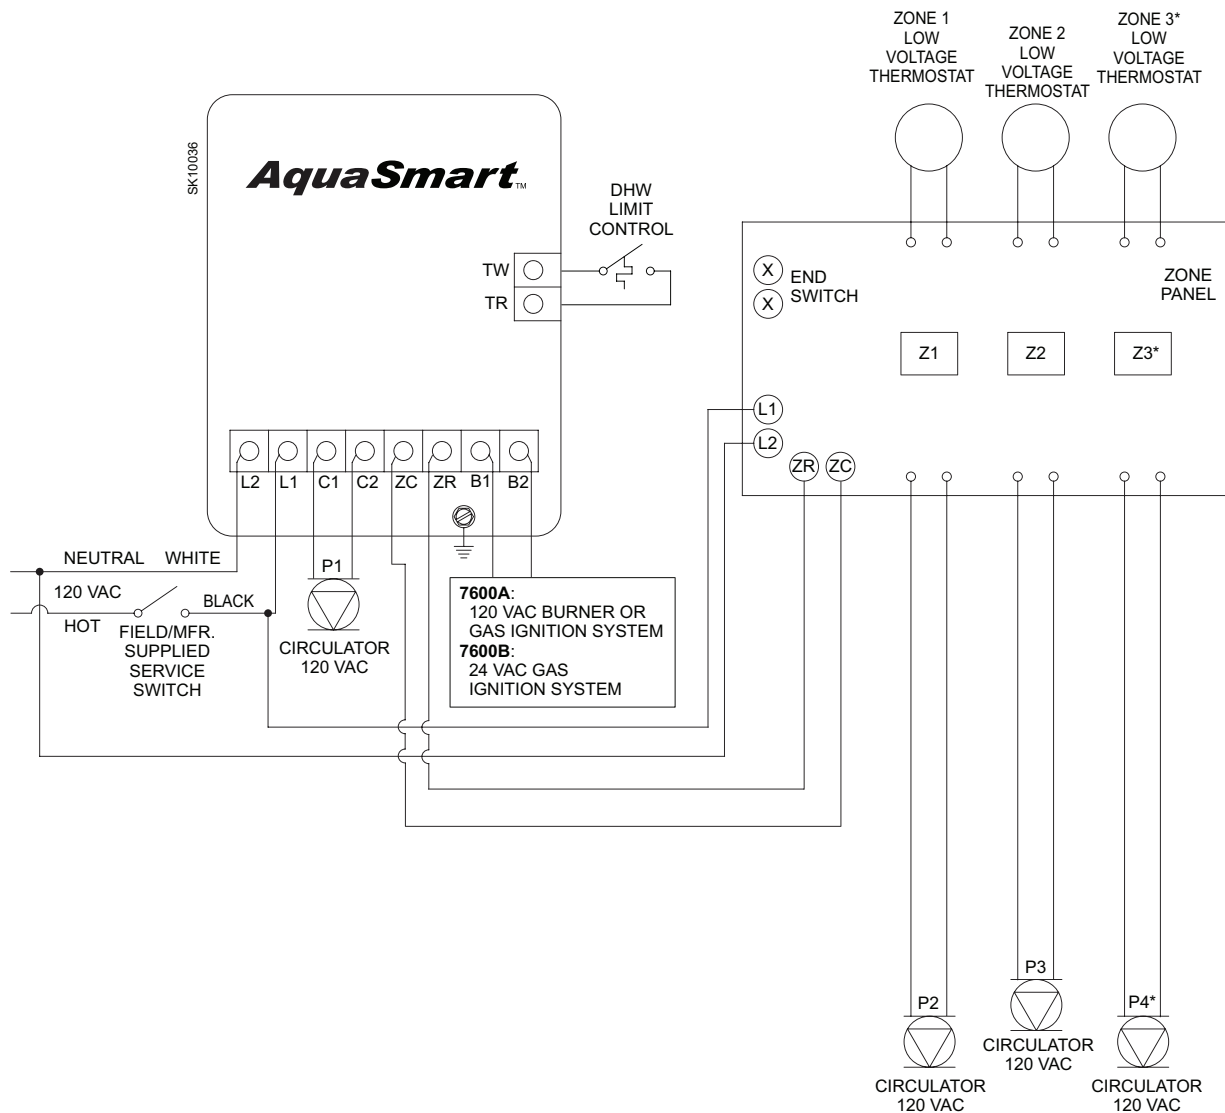 ZONE 1
LOW
VOLTAGE
THERMOSTAT
ZONE 2
LOW
VOLTAGE
THERMOSTAT
ZONE 3*
LOW
VOLTAGE
THERMOSTAT
SK10036
AquaSmart™
DHW
LIMIT
CONTROL
TW
TR
X
X
END
SWITCH
ZONE
PANEL
Z1
Z2
Z3*
L1
L2
ZR
ZC
L2
L1
C1
C2
ZC
ZR
B1
B2
NEUTRAL
WHITE
120 VAC
HOT
BLACK
FIELD/MFR.
SUPPLIED
SERVICE
SWITCH
P1
CIRCULATOR
120 VAC
7600A:
120 VAC BURNER OR
GAS IGNITION SYSTEM
7600B:
24 VAC GAS
IGNITION SYSTEM
P2
CIRCULATOR
120 VAC
P3
CIRCULATOR
120 VAC
P4*
CIRCULATOR
120 VAC